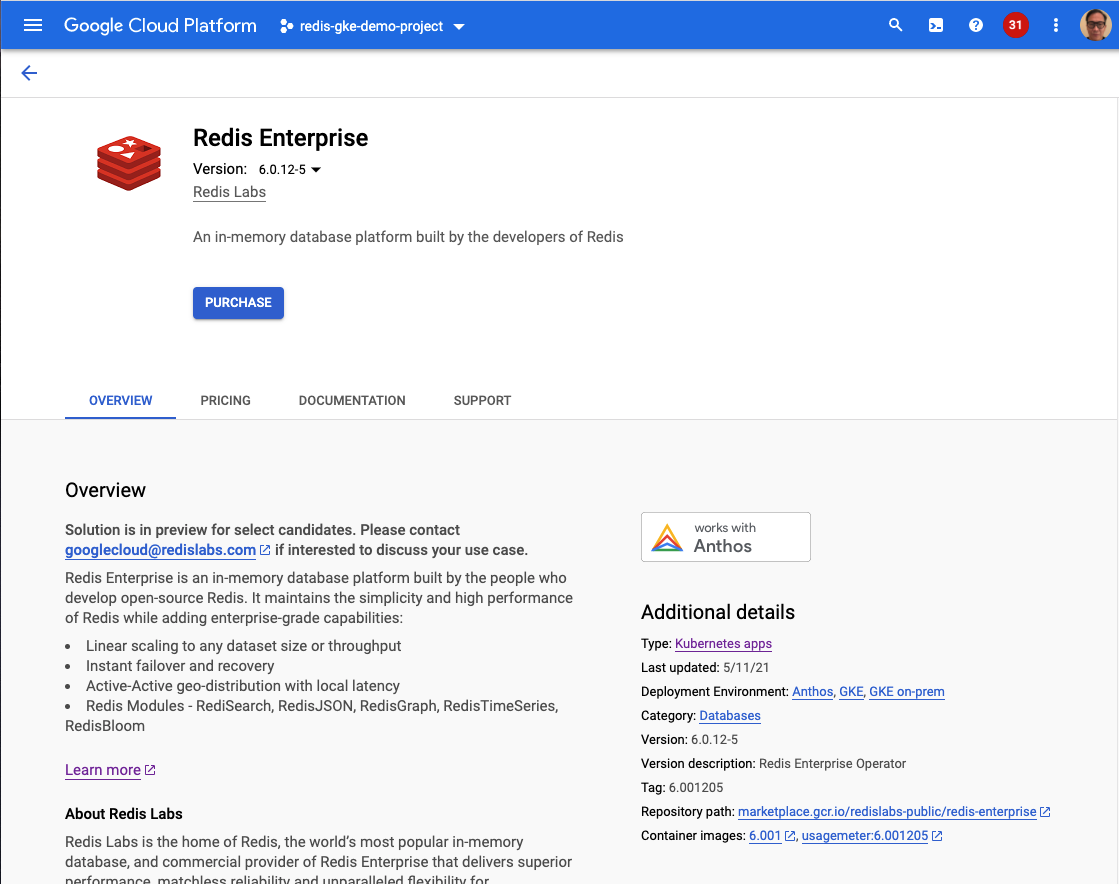 Google Cloud Platform
redis-gke-demo-project
31
Redis Enterprise
Version: 6.0.12-5
Redis Labs
An in-memory database platform built by the developers of Redis
PURCHASE
OVERVIEW PRICING DOCUMENTATION SUPPORT
Overview
Solution is in preview for select candidates. Please contact
googlecloud@redislabs.com if interested to discuss your use case.
Redis Enterprise is an in-memory database platform built by the people who
develop open-source Redis. It maintains the simplicity and high performance
of Redis while adding enterprise-grade capabilities:
• Linear scaling to any dataset size or throughput
• Instant failover and recovery
• Active-Active geo-distribution with local latency
• Redis Modules - RediSearch, RedisJSON, RedisGraph, RedisTimeSeries,
RedisBloom
Learn more
About Redis Labs
Redis Labs is the home of Redis, the world's most popular in-memory
database, and commercial provider of Redis Enterprise that delivers superior
performance, matchless reliability and unparalleled flexibility for
works with
Anthos
Additional details
Type: Kubernetes apps
Last updated: 5/11/21
Deployment Environment: Anthos, GKE, GKE on-prem
Category: Databases
Version: 6.0.12-5
Version description: Redis Enterprise Operator
Tag: 6.001205
Repository path: marketplace.gcr.io/redislabs-public/redis-enterprise
Container images: 6.001, usagemeter:6.001205